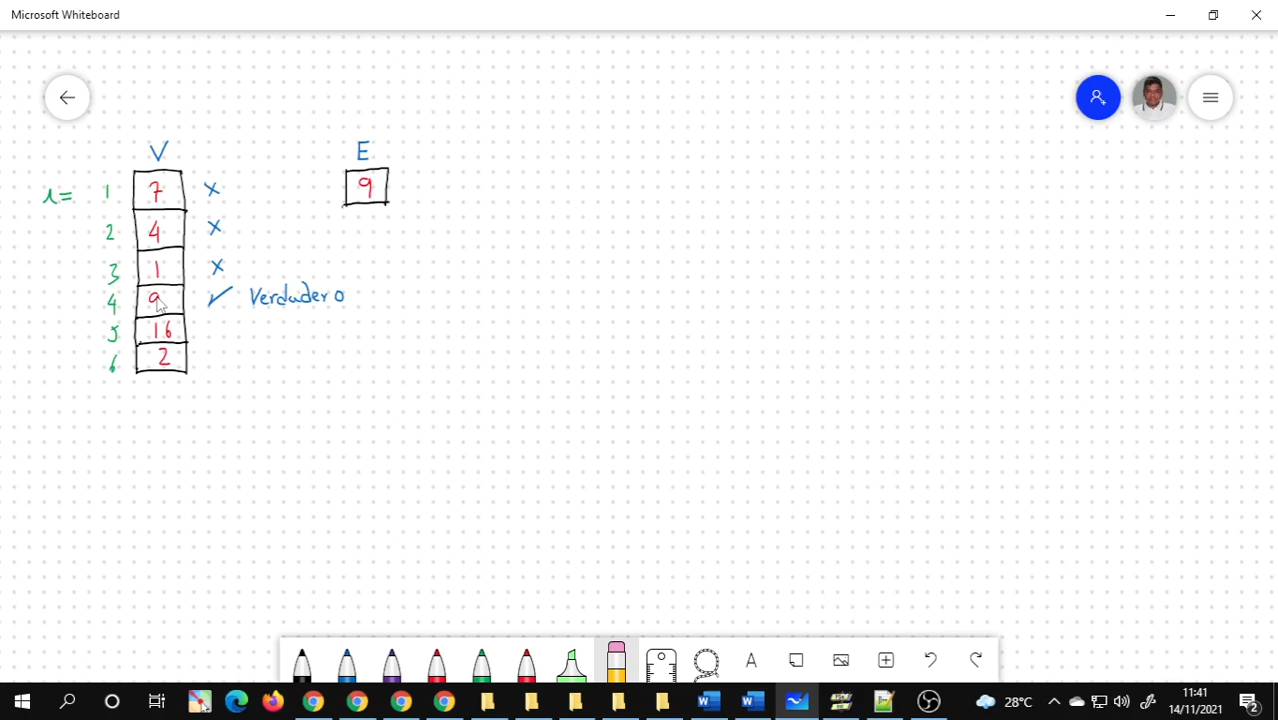 Microsoft Whiteboard
V E
i= 1 7 x 9
2 4 x
3 1 x
4 9 ✓ Verdadero
5 16
6 2
A
28°C
11:41
14/11/2021
2